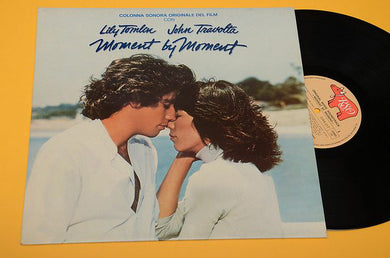 COLONNA SONORA ORIGINALE DEL FILM
CON
Lily Tomlin John Travolta
Moment by Moment
RSO